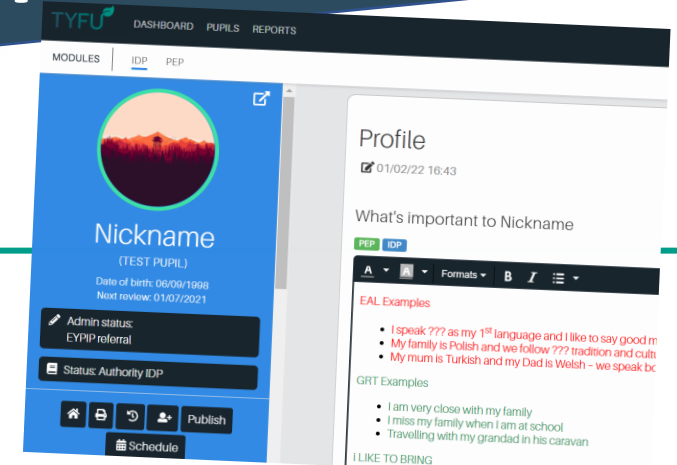 TYFU
DASHBOARD PUPILS REPORTS
MODULES IDP PEP
Nickname
(TEST PUPIL)
Date of birth: 06/09/1998
Next review: 01/07/2021
Admin status:
EYPIP referral
Status: Authority IDP
Publish
Schedule
Profile
01/02/22 16:43
What's important to Nickname
PEP IDP
A A Formats B I
EAL Examples
• I speak ??? as my 1st language and I like to say good m
• My family is Polish and we follow ??? tradition and cultu
• My mum is Turkish and my Dad is Welsh – we speak bo
GRT Examples
• I am very close with my family
• I miss my family when I am at school
• Travelling with my grandad in his caravan
i LIKE TO BRING